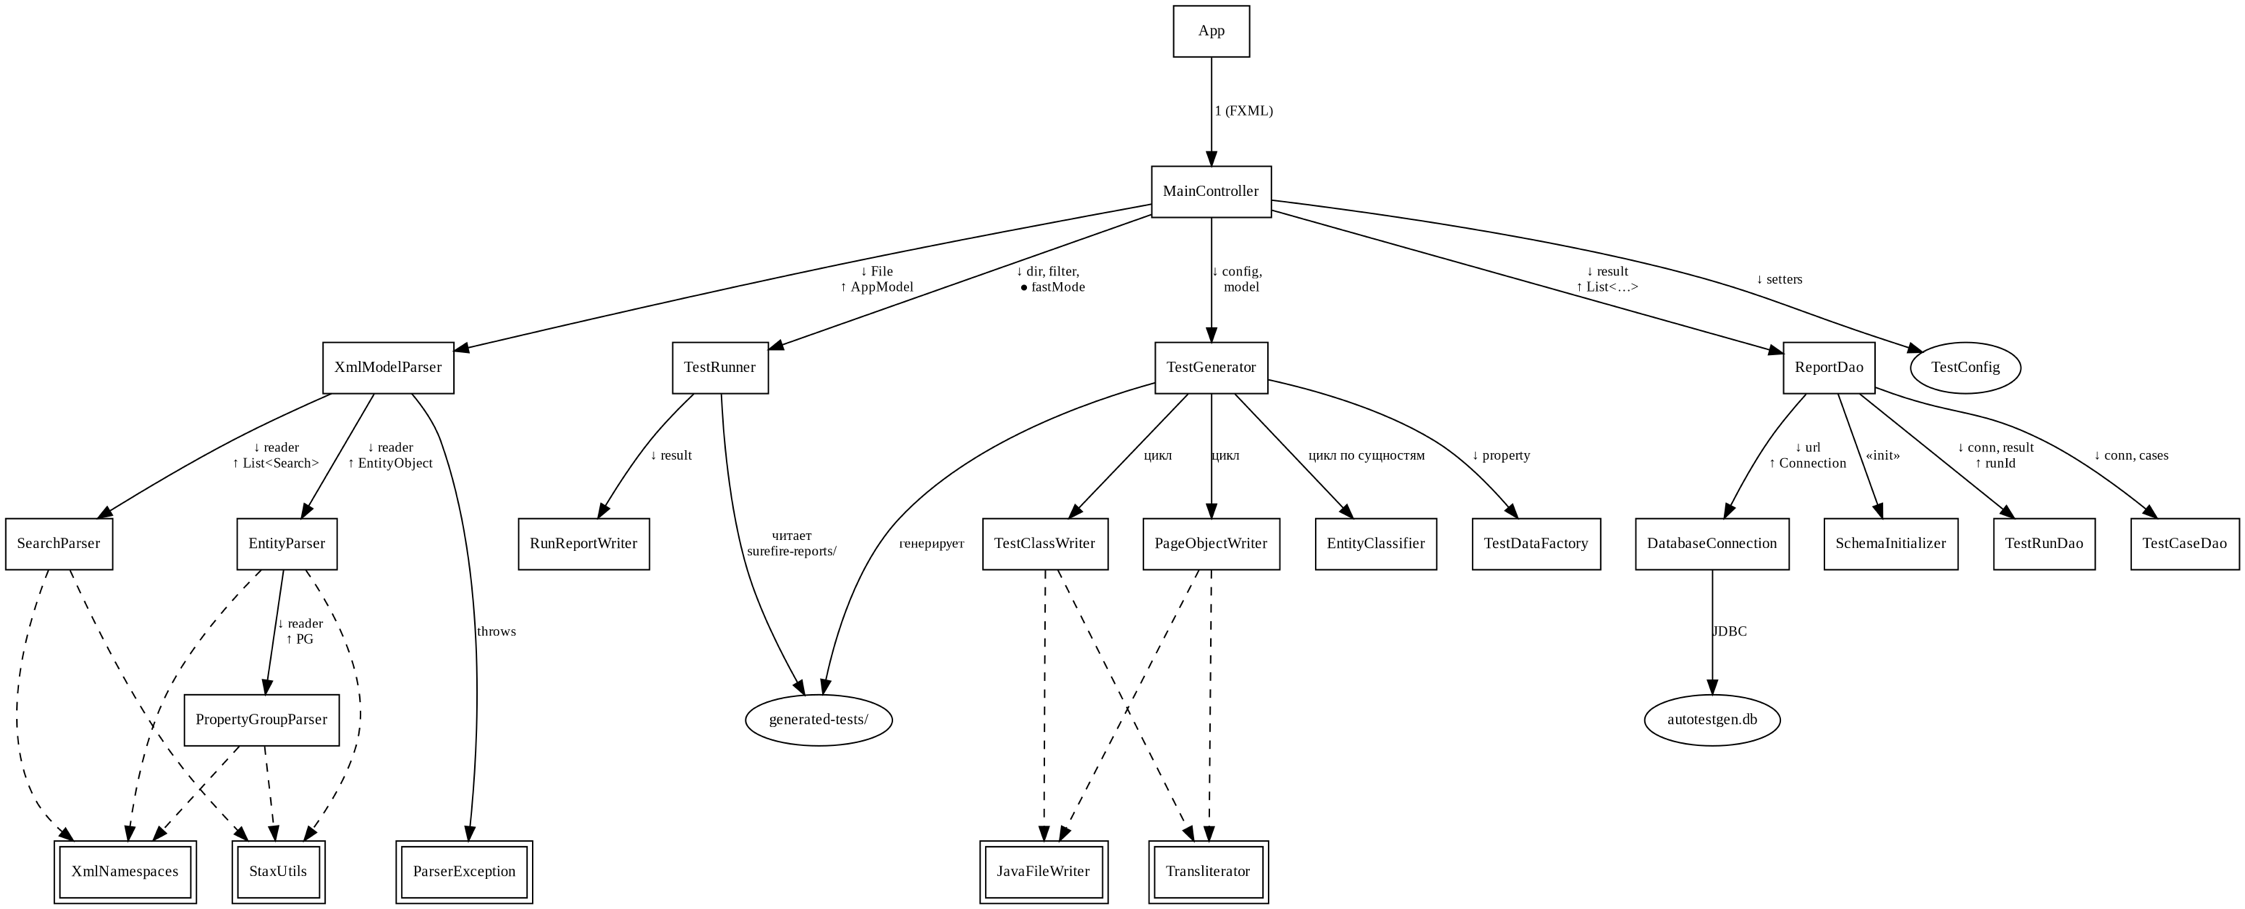 App
1 (FXML)
MainController
↓ File
↑ AppModel
↓ dir, filter,
● fastMode
↓ config,
model
↓ result
↑ List<...>
↓ setters
XmlModelParser
TestRunner
TestGenerator
ReportDao
TestConfig
↓ reader
↑ List<Search>
↓ reader
↑ EntityObject
↓ result
цикл
цикл
цикл по сущностям
↓ property
↓ url
↑ Connection
«init»
↓ conn, result
↑ runId
↓ conn, cases
SearchParser
EntityParser
RunReportWriter
читает
surefire-reports/
генерирует
TestClassWriter
PageObjectWriter
EntityClassifier
TestDataFactory
DatabaseConnection
SchemaInitializer
TestRunDao
TestCaseDao
↓ reader
↑ PG
throws
JDBC
PropertyGroupParser
generated-tests/
autotestgen.db
XmlNamespaces
StaxUtils
ParserException
JavaFileWriter
Transliterator